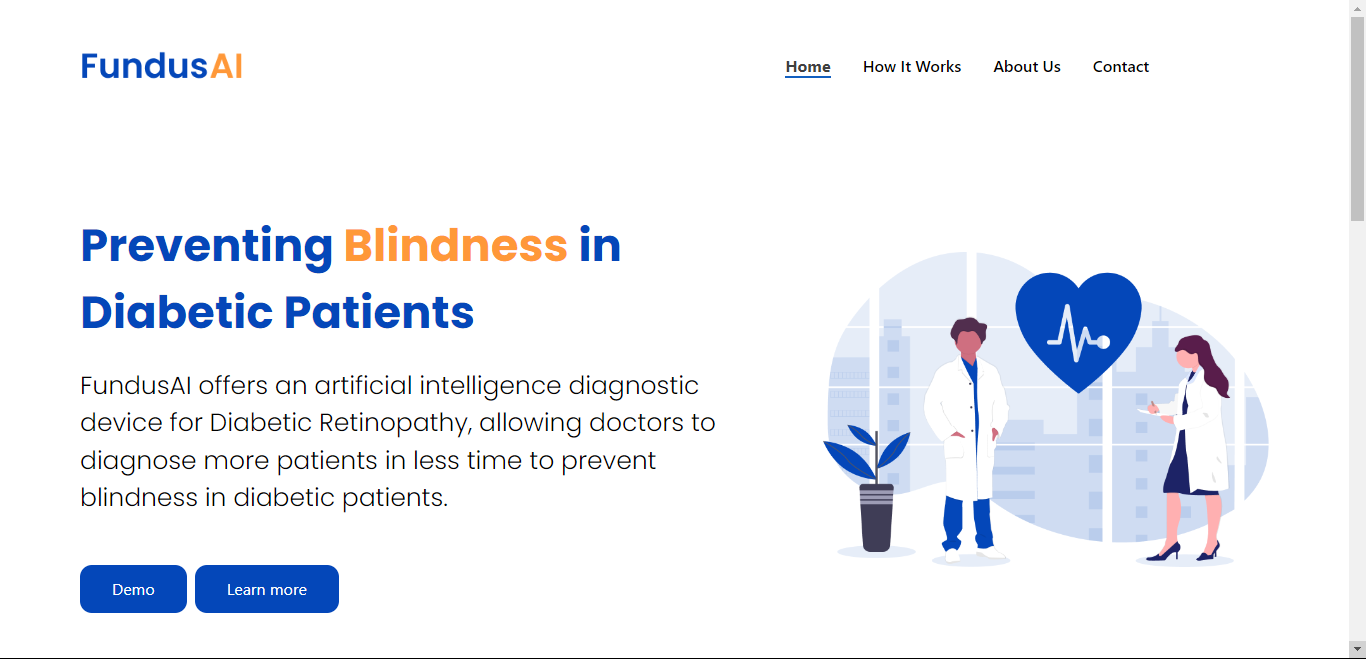 FundusAI
Home How It Works About Us Contact
Preventing Blindness in
Diabetic Patients
FundusAI offers an artificial intelligence diagnostic
device for Diabetic Retinopathy, allowing doctors to
diagnose more patients in less time to prevent
blindness in diabetic patients.
Demo Learn more